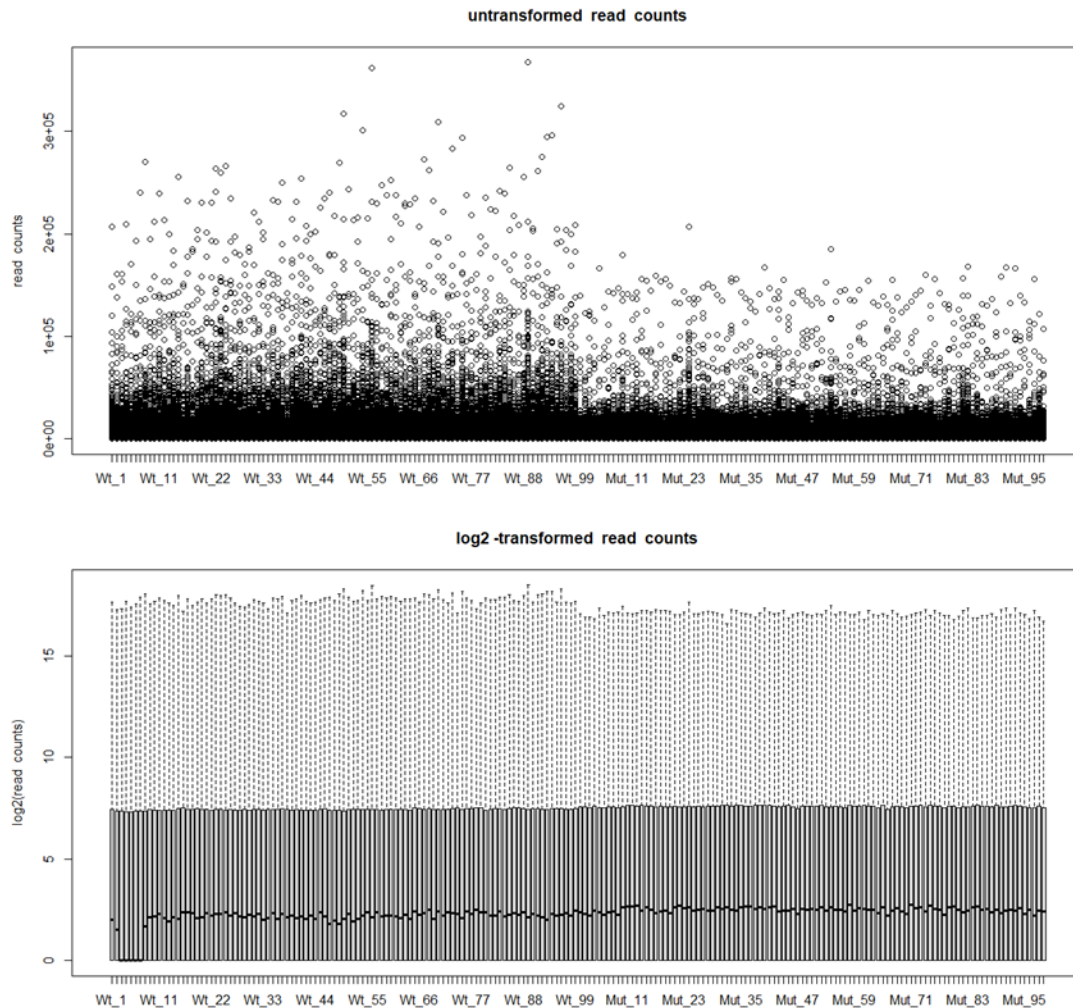 untransformed read counts
read counts
3e+05
2e+05
1e+05
0e+00
Wt_1 Wt_11 Wt_22 Wt_33 Wt_44 Wt_55 Wt_66 Wt_77 Wt_88 Wt_99 Mut_11 Mut_23 Mut_35 Mut_47 Mut_59 Mut_71 Mut_83 Mut_95
log2 -transformed read counts
log2(read counts)
15
10
5
0
Wt_1 Wt_11 Wt_22 Wt_33 Wt_44 Wt_55 Wt_66 Wt_77 Wt_88 Wt_99 Mut_11 Mut_23 Mut_35 Mut_47 Mut_59 Mut_71 Mut_83 Mut_95